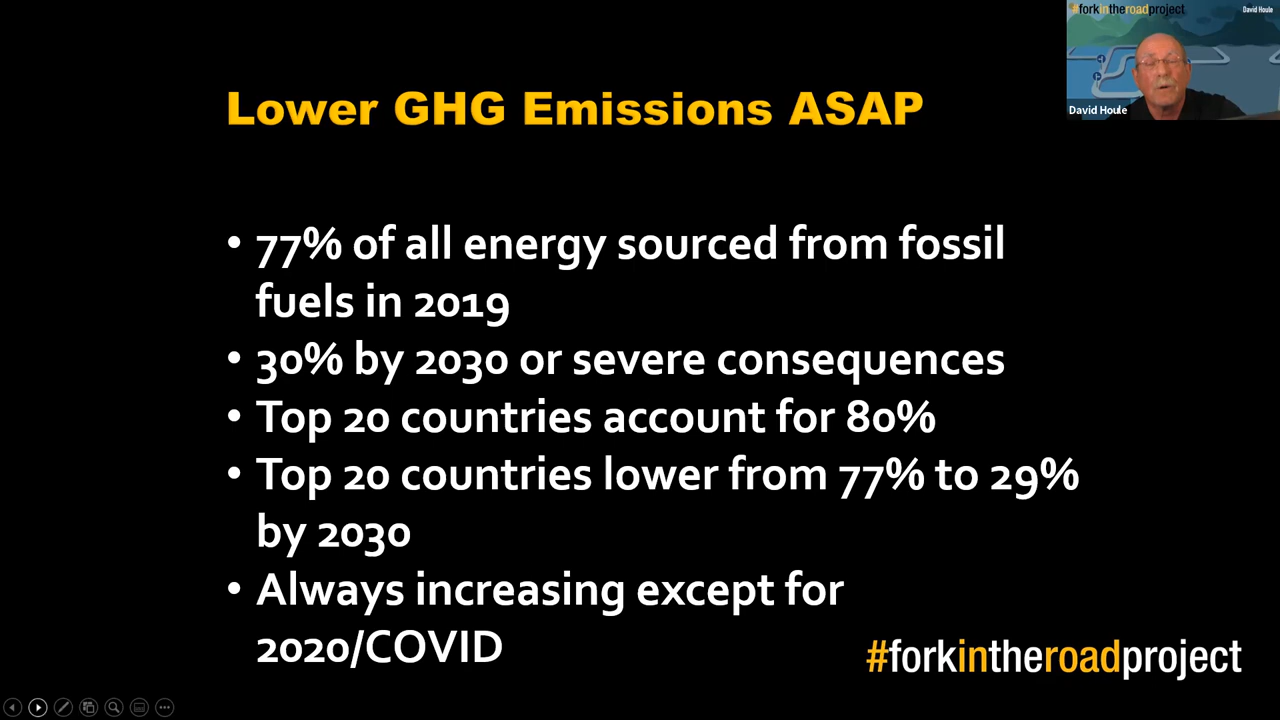 #forkintheroadproject
David Houle
David Houle
Lower GHG Emissions ASAP
• 77% of all energy sourced from fossil
fuels in 2019
• 30% by 2030 or severe consequences
• Top 20 countries account for 80%
• Top 20 countries lower from 77% to 29%
by 2030
• Always increasing except for
2020/COVID
#forkintheroadproject